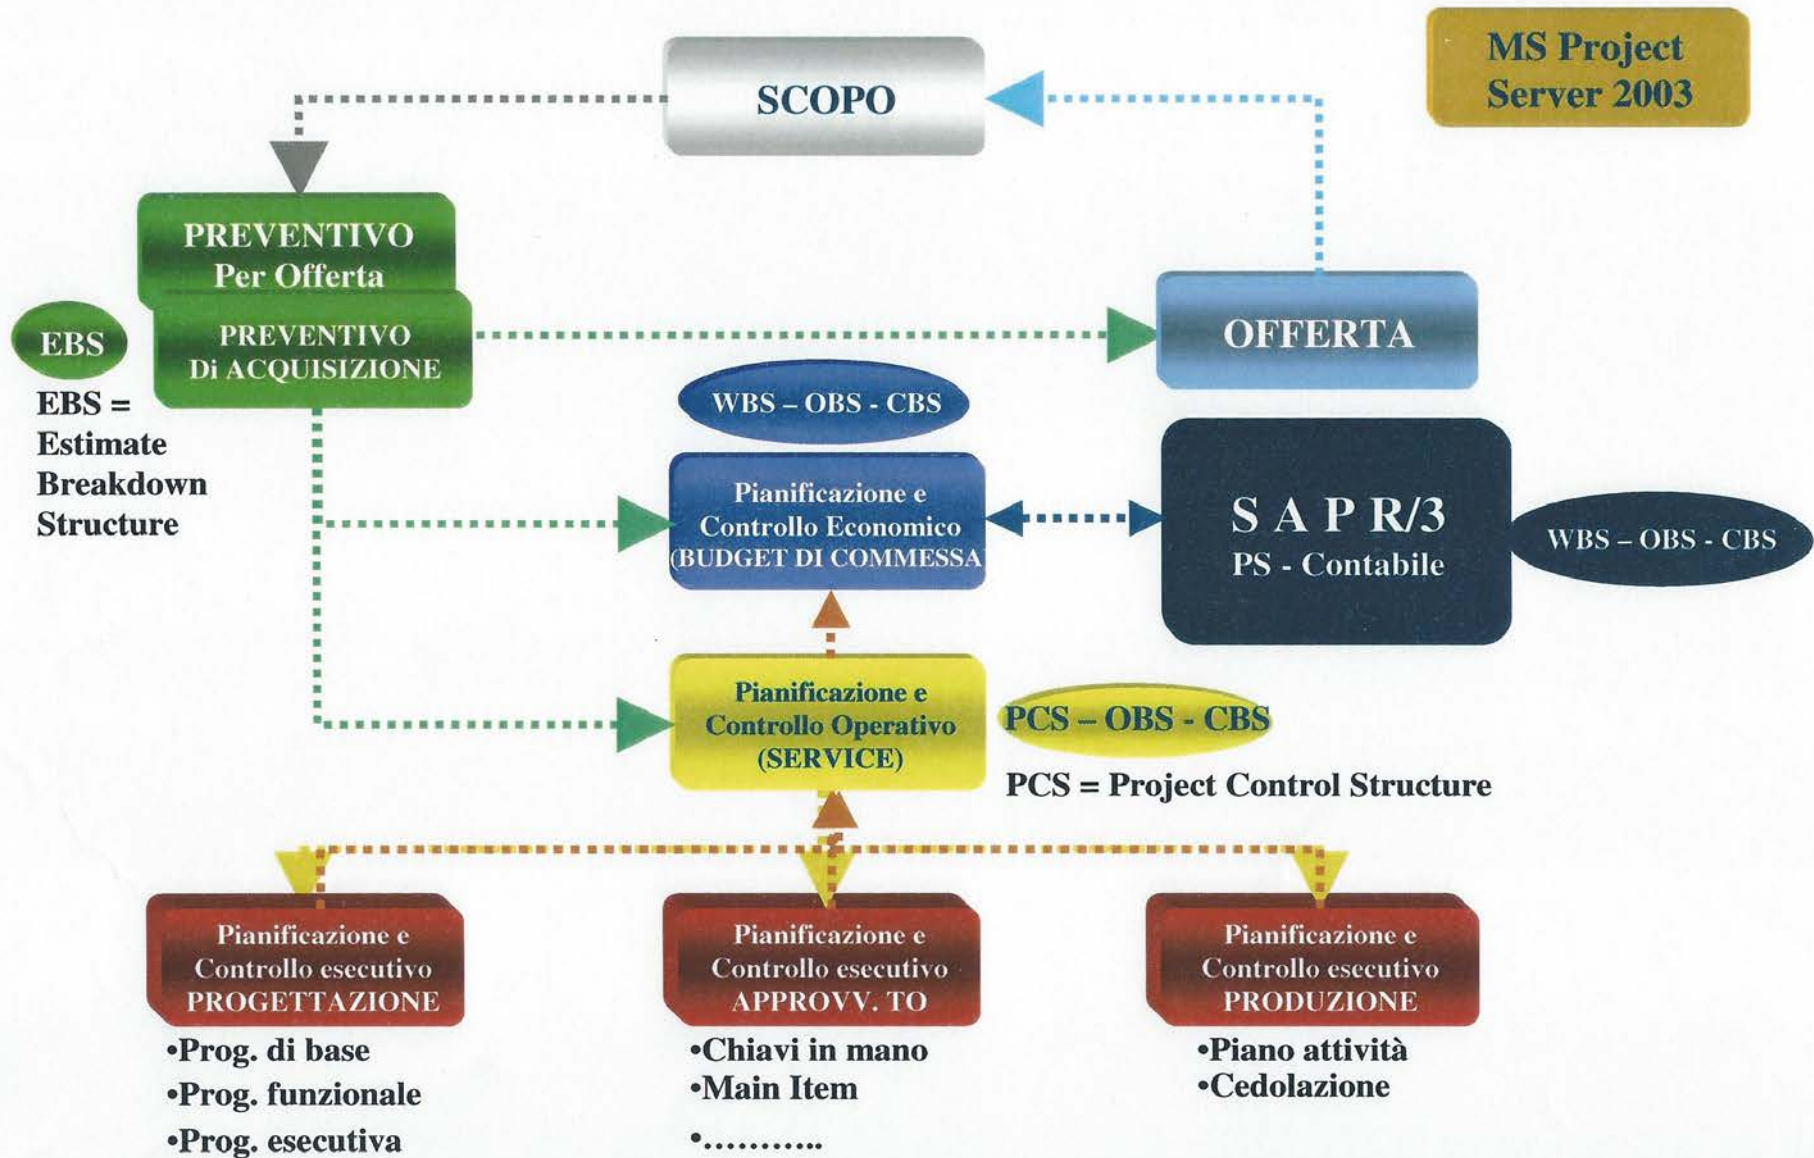 MS Project
Server 2003
SCOPO
PREVENTIVO
Per Offerta
PREVENTIVO
Di ACQUISIZIONE
EBS
EBS =
Estimate
Breakdown
Structure
OFFERTA
WBS – OBS - CBS
Pianificazione e
Controllo Economico
(BUDGET DI COMMESSA
S A P R/3
PS - Contabile
WBS – OBS - CBS
Pianificazione e
Controllo Operativo
(SERVICE)
PCS – OBS - CBS
PCS = Project Control Structure
Pianificazione e
Controllo esecutivo
PROGETTAZIONE
•Prog. di base
•Prog. funzionale
•Prog. esecutiva
Pianificazione e
Controllo esecutivo
APPROVV. TO
•Chiavi in mano
•Main Item
•...........
Pianificazione e
Controllo esecutivo
PRODUZIONE
•Piano attività
•Cedolazione